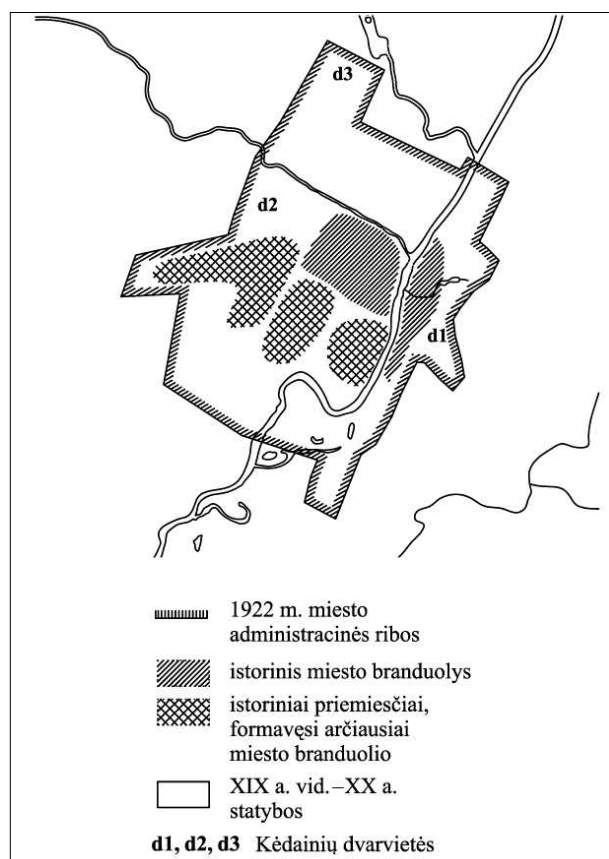 d3
d2
d1
1922 m. miesto
administracinės ribos
istorinis miesto branduolys
istoriniai priemiesčiai,
formavęsi arčiausiai
miesto branduolio
XIX a. vid.–XX a.
statybos
d1, d2, d3 Kėdainių dvarvietės